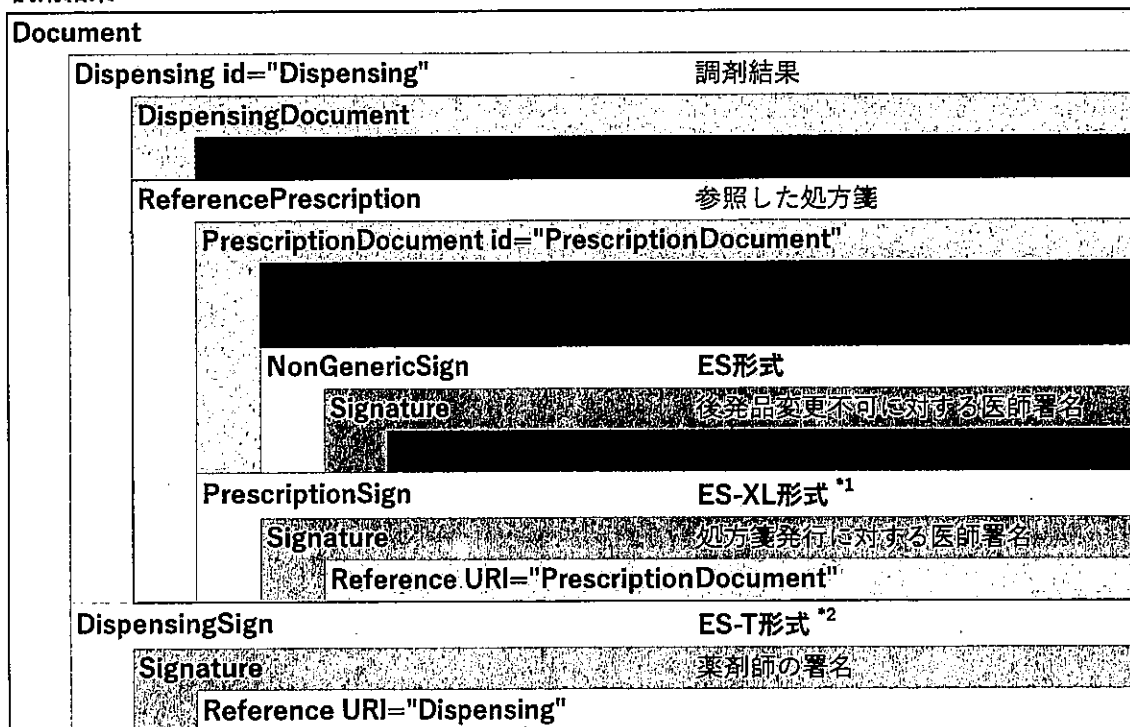 Document
Dispensing id="Dispensing" 調剤結果
DispensingDocument
ReferencePrescription 参照した処方箋
PrescriptionDocument id="PrescriptionDocument"
NonGenericSign ES形式
Signature 後発品変更不可に対する医師署名
PrescriptionSign ES-XL形式 *1
Signature 処方箋発行に対する医師署名
Reference URI="PrescriptionDocument"
DispensingSign ES-T形式 *2
Signature 薬剤師の署名
Reference URI="Dispensing"